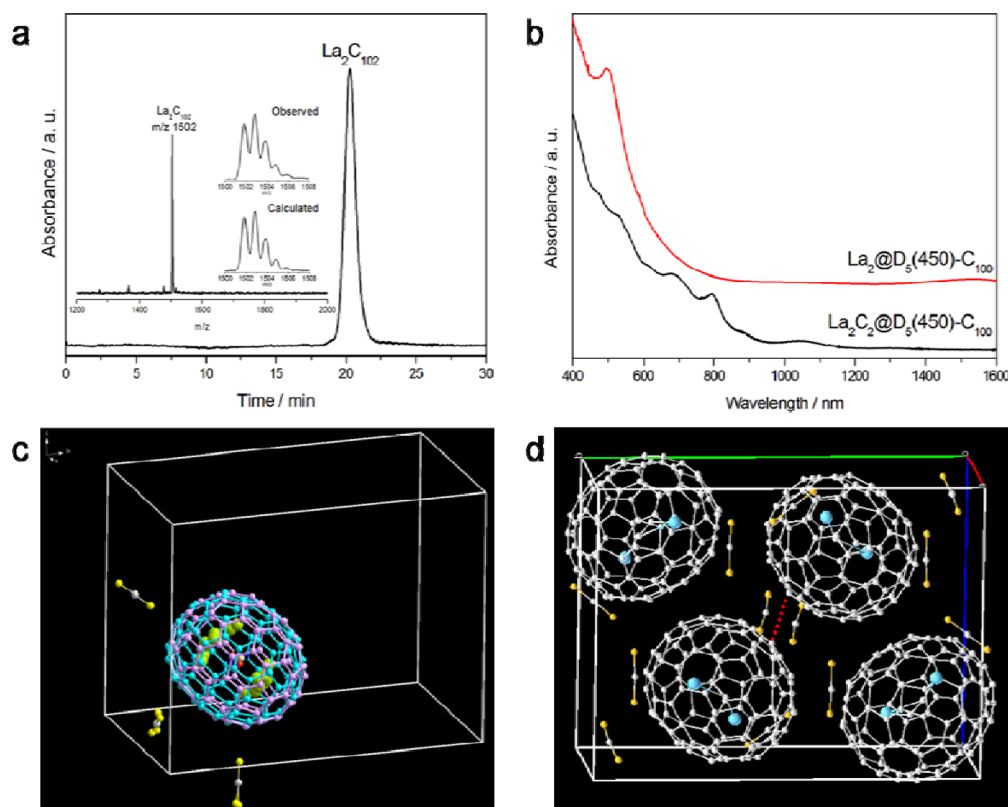 a
La₂C₁₀₂
La₂C₁₀₂
m/z 1502
Observed
1500 1502 1504 1506 1508
m/z
Calculated
1500 1502 1504 1506 1508
m/z
1200 1400 1600 1800 2000
m/z
Absorbance / a. u.
0 5 10 15 20 25 30
Time / min
b
Absorbance / a. u.
La₂@D₅(450)-C₁₀₀
La₂C₂@D₅(450)-C₁₀₀
400 600 800 1000 1200 1400 1600
Wavelength / nm
c
d